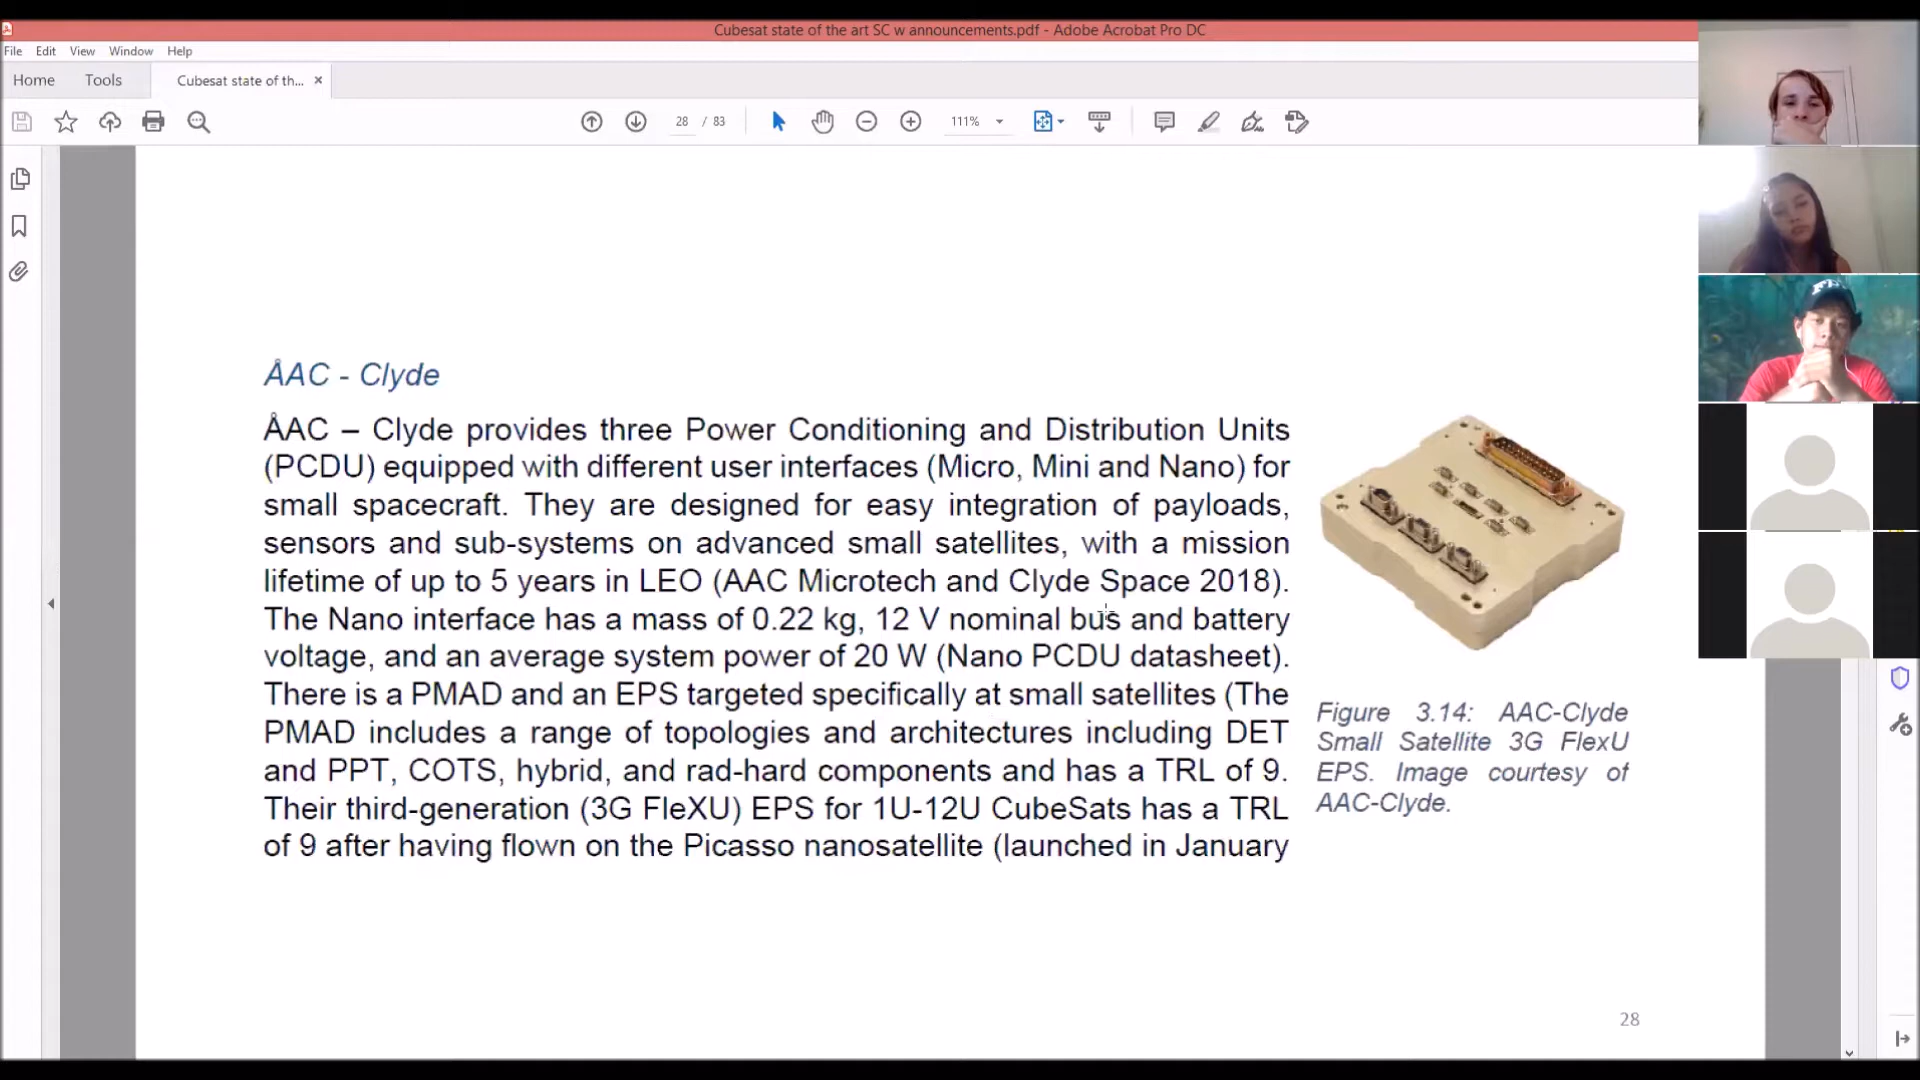 Cubesat state of the art SC w announcements.pdf - Adobe Acrobat Pro DC
File Edit View Window Help
Home Tools Cubesat state of th... ×
28 / 83 111%
ÅAC - Clyde
ÅAC – Clyde provides three Power Conditioning and Distribution Units
(PCDU) equipped with different user interfaces (Micro, Mini and Nano) for
small spacecraft. They are designed for easy integration of payloads,
sensors and sub-systems on advanced small satellites, with a mission
lifetime of up to 5 years in LEO (AAC Microtech and Clyde Space 2018).
The Nano interface has a mass of 0.22 kg, 12 V nominal bus and battery
voltage, and an average system power of 20 W (Nano PCDU datasheet).
There is a PMAD and an EPS targeted specifically at small satellites (The
PMAD includes a range of topologies and architectures including DET
and PPT, COTS, hybrid, and rad-hard components and has a TRL of 9.
Their third-generation (3G FleXU) EPS for 1U-12U CubeSats has a TRL
of 9 after having flown on the Picasso nanosatellite (launched in January
Figure 3.14: AAC-Clyde
Small Satellite 3G FlexU
EPS. Image courtesy of
AAC-Clyde.
28